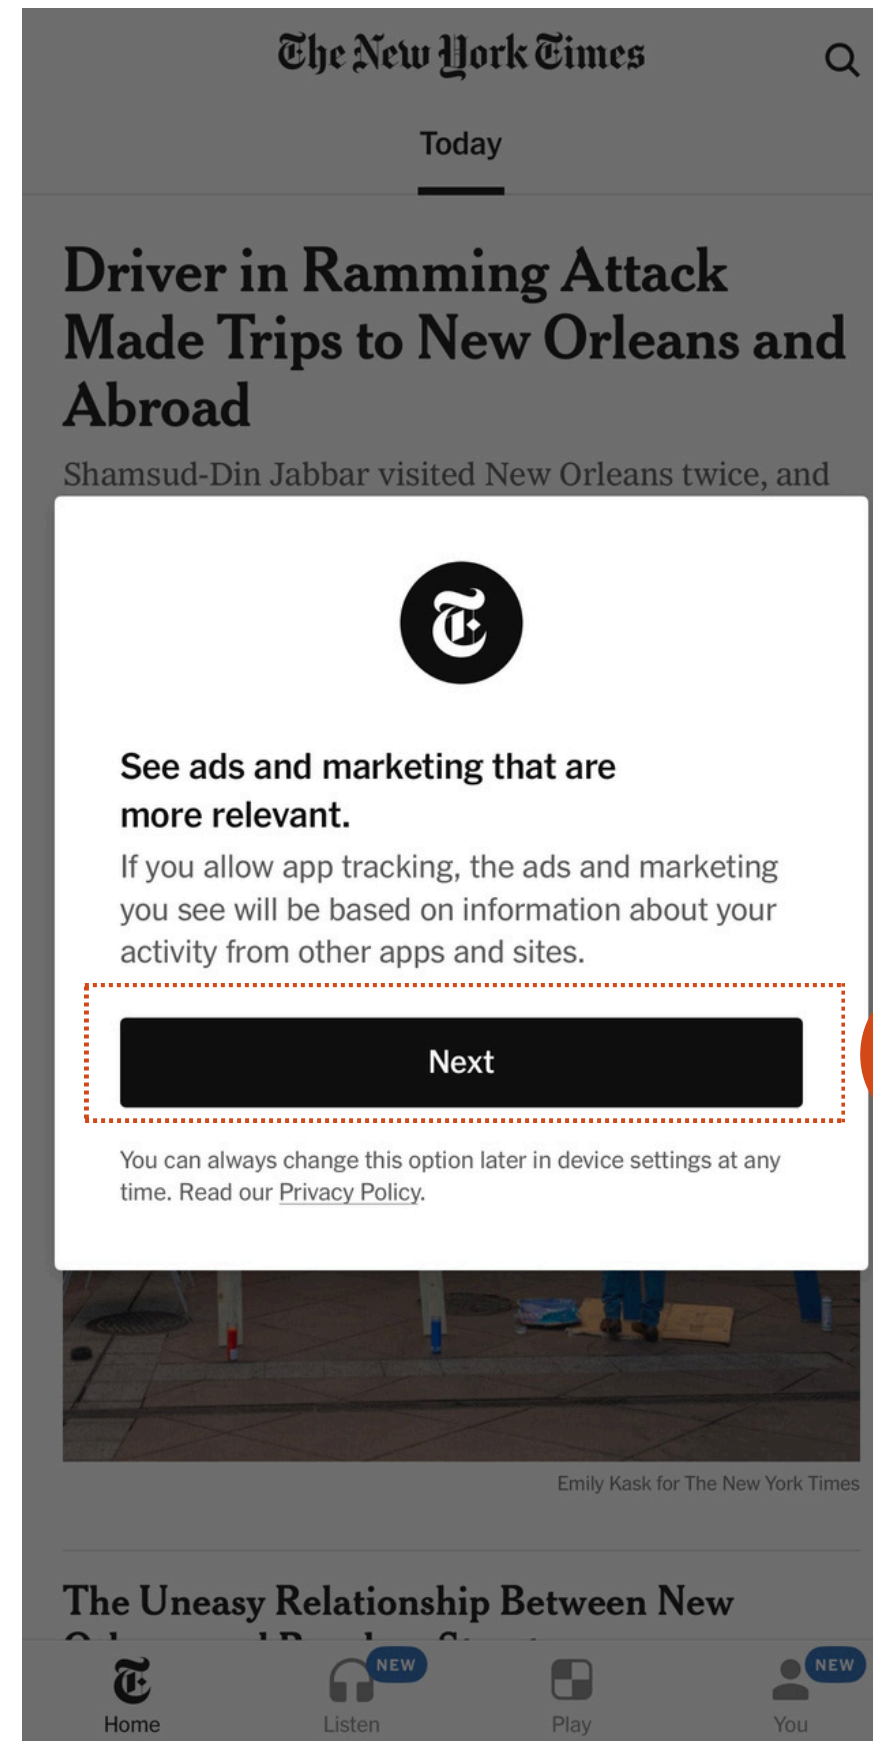 The New York Times
Today
Driver in Ramming Attack
Made Trips to New Orleans and
Abroad
Shamsud-Din Jabbar visited New Orleans twice, and
See ads and marketing that are
more relevant.
If you allow app tracking, the ads and marketing
you see will be based on information about your
activity from other apps and sites.
Next
You can always change this option later in device settings at any
time. Read our Privacy Policy.
Emily Kask for The New York Times
The Uneasy Relationship Between New
NEW
NEW
Home
Listen
Play
You